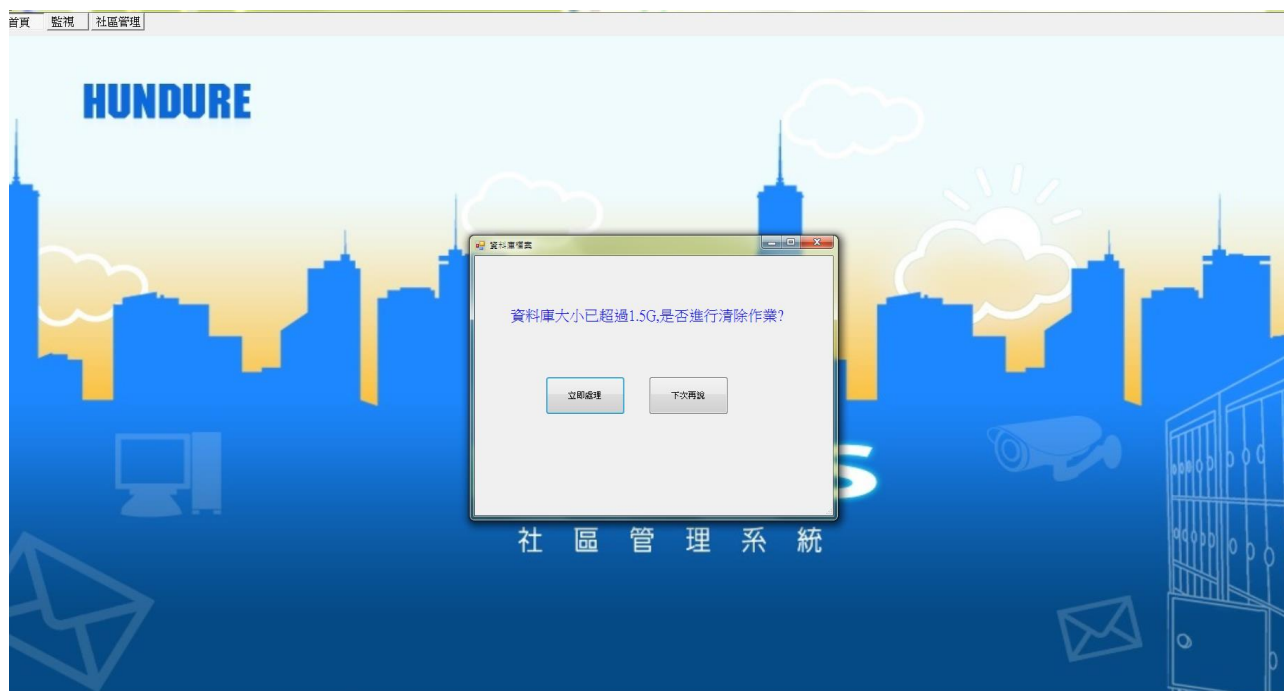 首頁 監視 社區管理
HUNDURE
資料庫檔案
資料庫大小已超過1.5G,是否進行清除作業?
立即處理 下次再說
S
社區管理系統